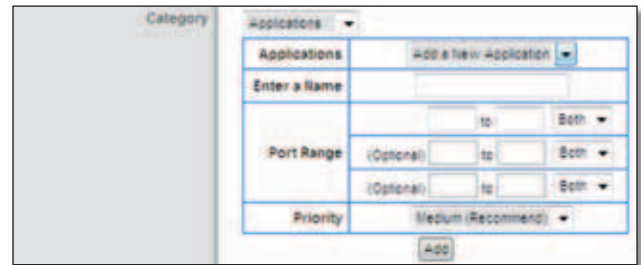 Category Applications
Applications Add a New Application
Enter a Name
to Both
Port Range (Optional) to Both
(Optional) to Both
Priority Medium (Recommend)
Add